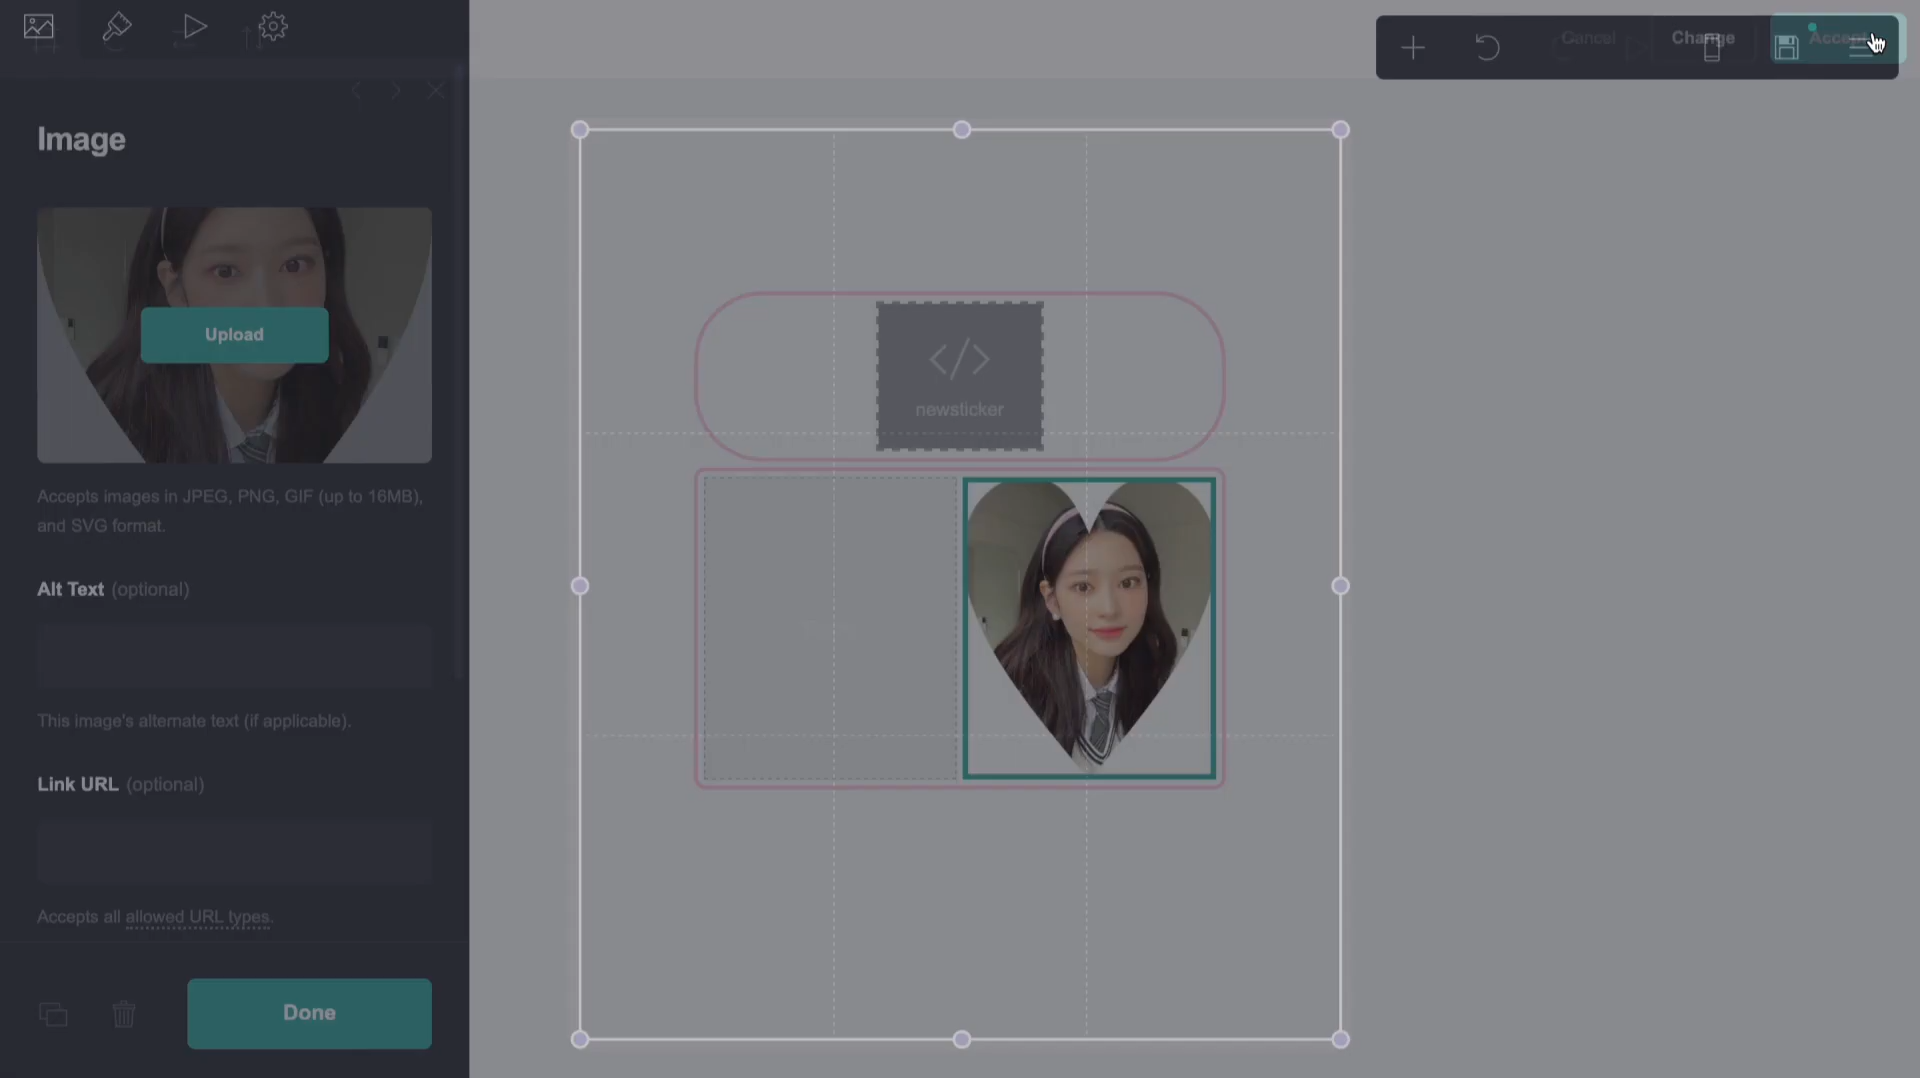 Cancel
Change
Accept
Image
Upload
Accepts images in JPEG, PNG, GIF (up to 16MB),
and SVG format.
Alt Text (optional)
This image's alternate text (if applicable).
Link URL (optional)
Accepts all allowed URL types.
Done
newsticker